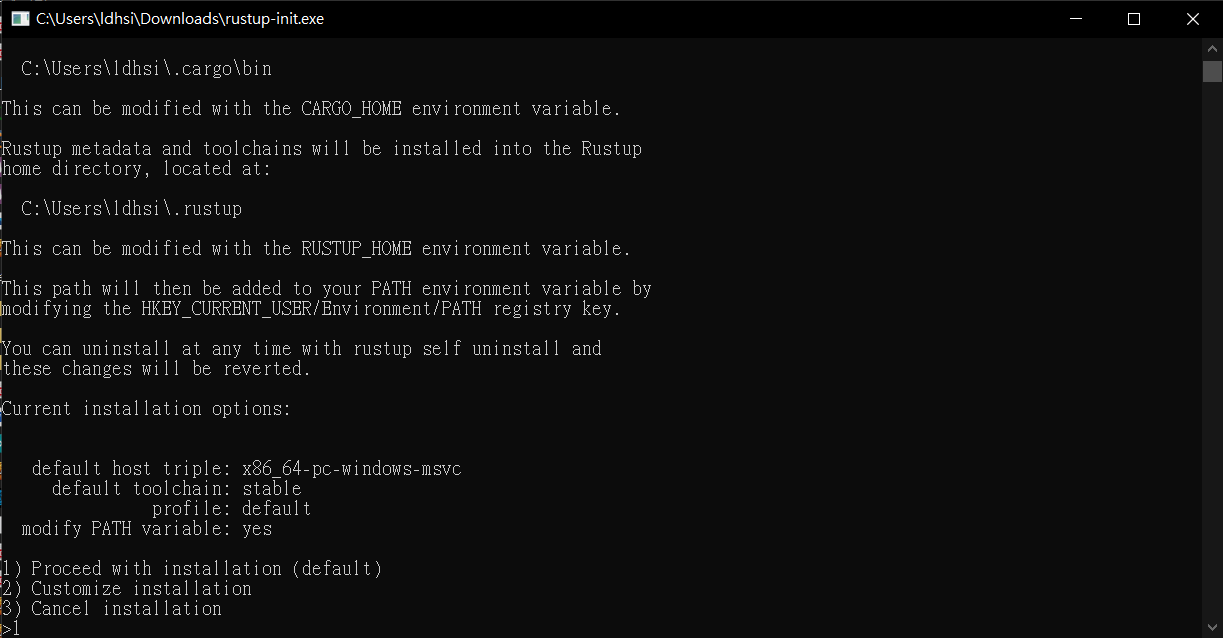 C:\Users\ldhsi\Downloads\rustup-init.exe
C:\Users\ldhsi\.cargo\bin
This can be modified with the CARGO_HOME environment variable.
Rustup metadata and toolchains will be installed into the Rustup
home directory, located at:
C:\Users\ldhsi\.rustup
This can be modified with the RUSTUP_HOME environment variable.
This path will then be added to your PATH environment variable by
modifying the HKEY_CURRENT_USER/Environment/PATH registry key.
You can uninstall at any time with rustup self uninstall and
these changes will be reverted.
Current installation options:
default host triple: x86_64-pc-windows-msvc
default toolchain: stable
profile: default
modify PATH variable: yes
1) Proceed with installation (default)
2) Customize installation
3) Cancel installation
>1